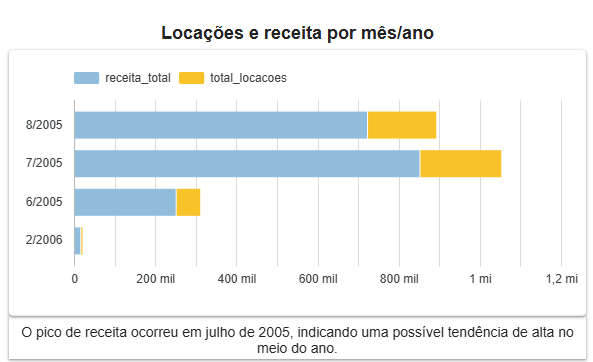 Locações e receita por mês/ano
receita_total total_locacoes
8/2005
7/2005
6/2005
2/2006
0 200 mil 400 mil 600 mil 800 mil 1 mi 1,2 mi
O pico de receita ocorreu em julho de 2005, indicando uma possível tendência de alta no
meio do ano.